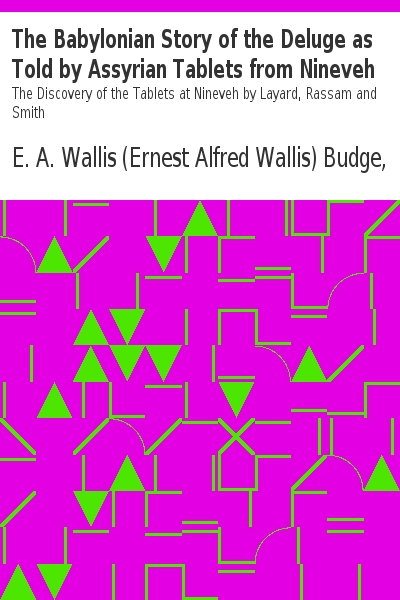 The Babylonian Story of the Deluge as
Told by Assyrian Tablets from Nineveh
The Discovery of the Tablets at Nineveh by Layard, Rassam and
Smith
E. A. Wallis (Ernest Alfred Wallis) Budge,